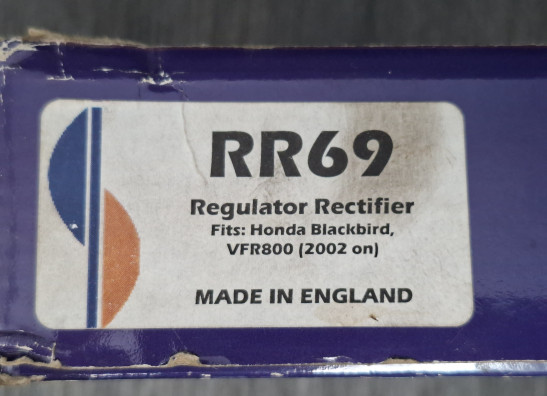 RR69
Regulator Rectifier
Fits: Honda Blackbird,
VFR800 (2002 on)
MADE IN ENGLAND